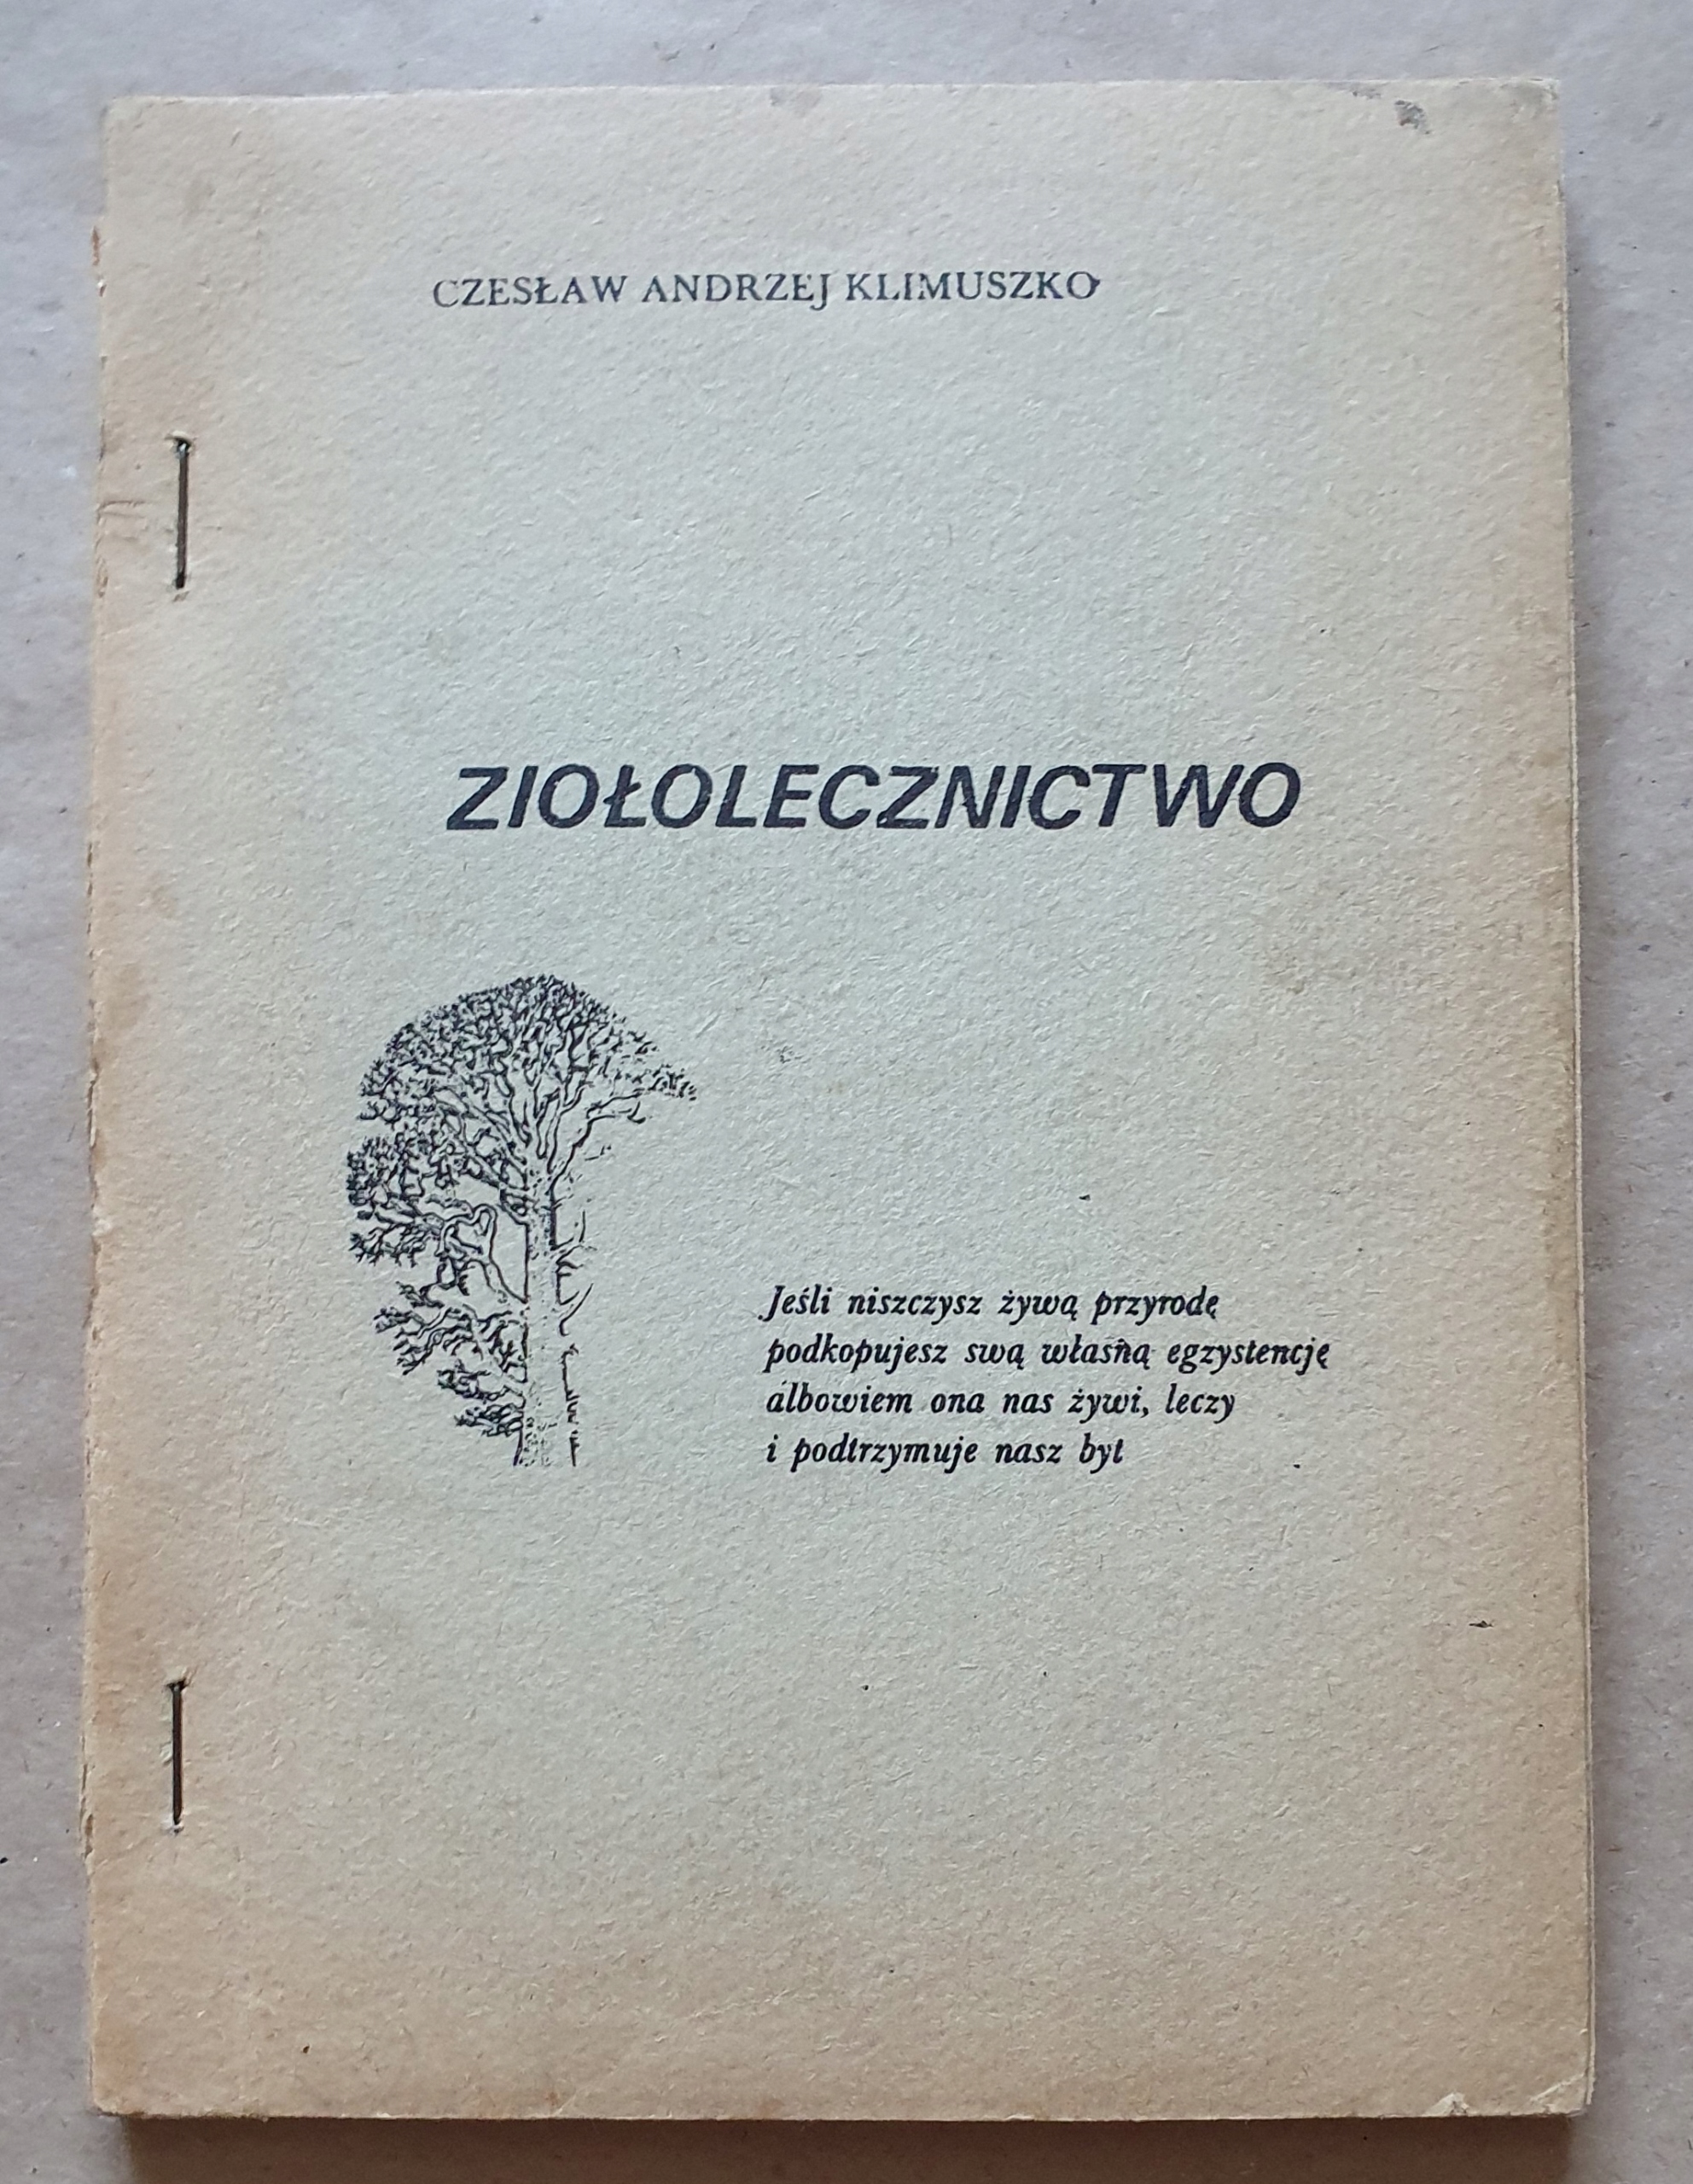 CZESŁAW ANDRZEJ KLIMUSZKO
ZIOŁOLECZNICTWO
Jeśli niszczysz żywą przyrodę
podkopujesz swą własną egzystencję
albowiem ona nas żywi, leczy
i podtrzymuje nasz byt